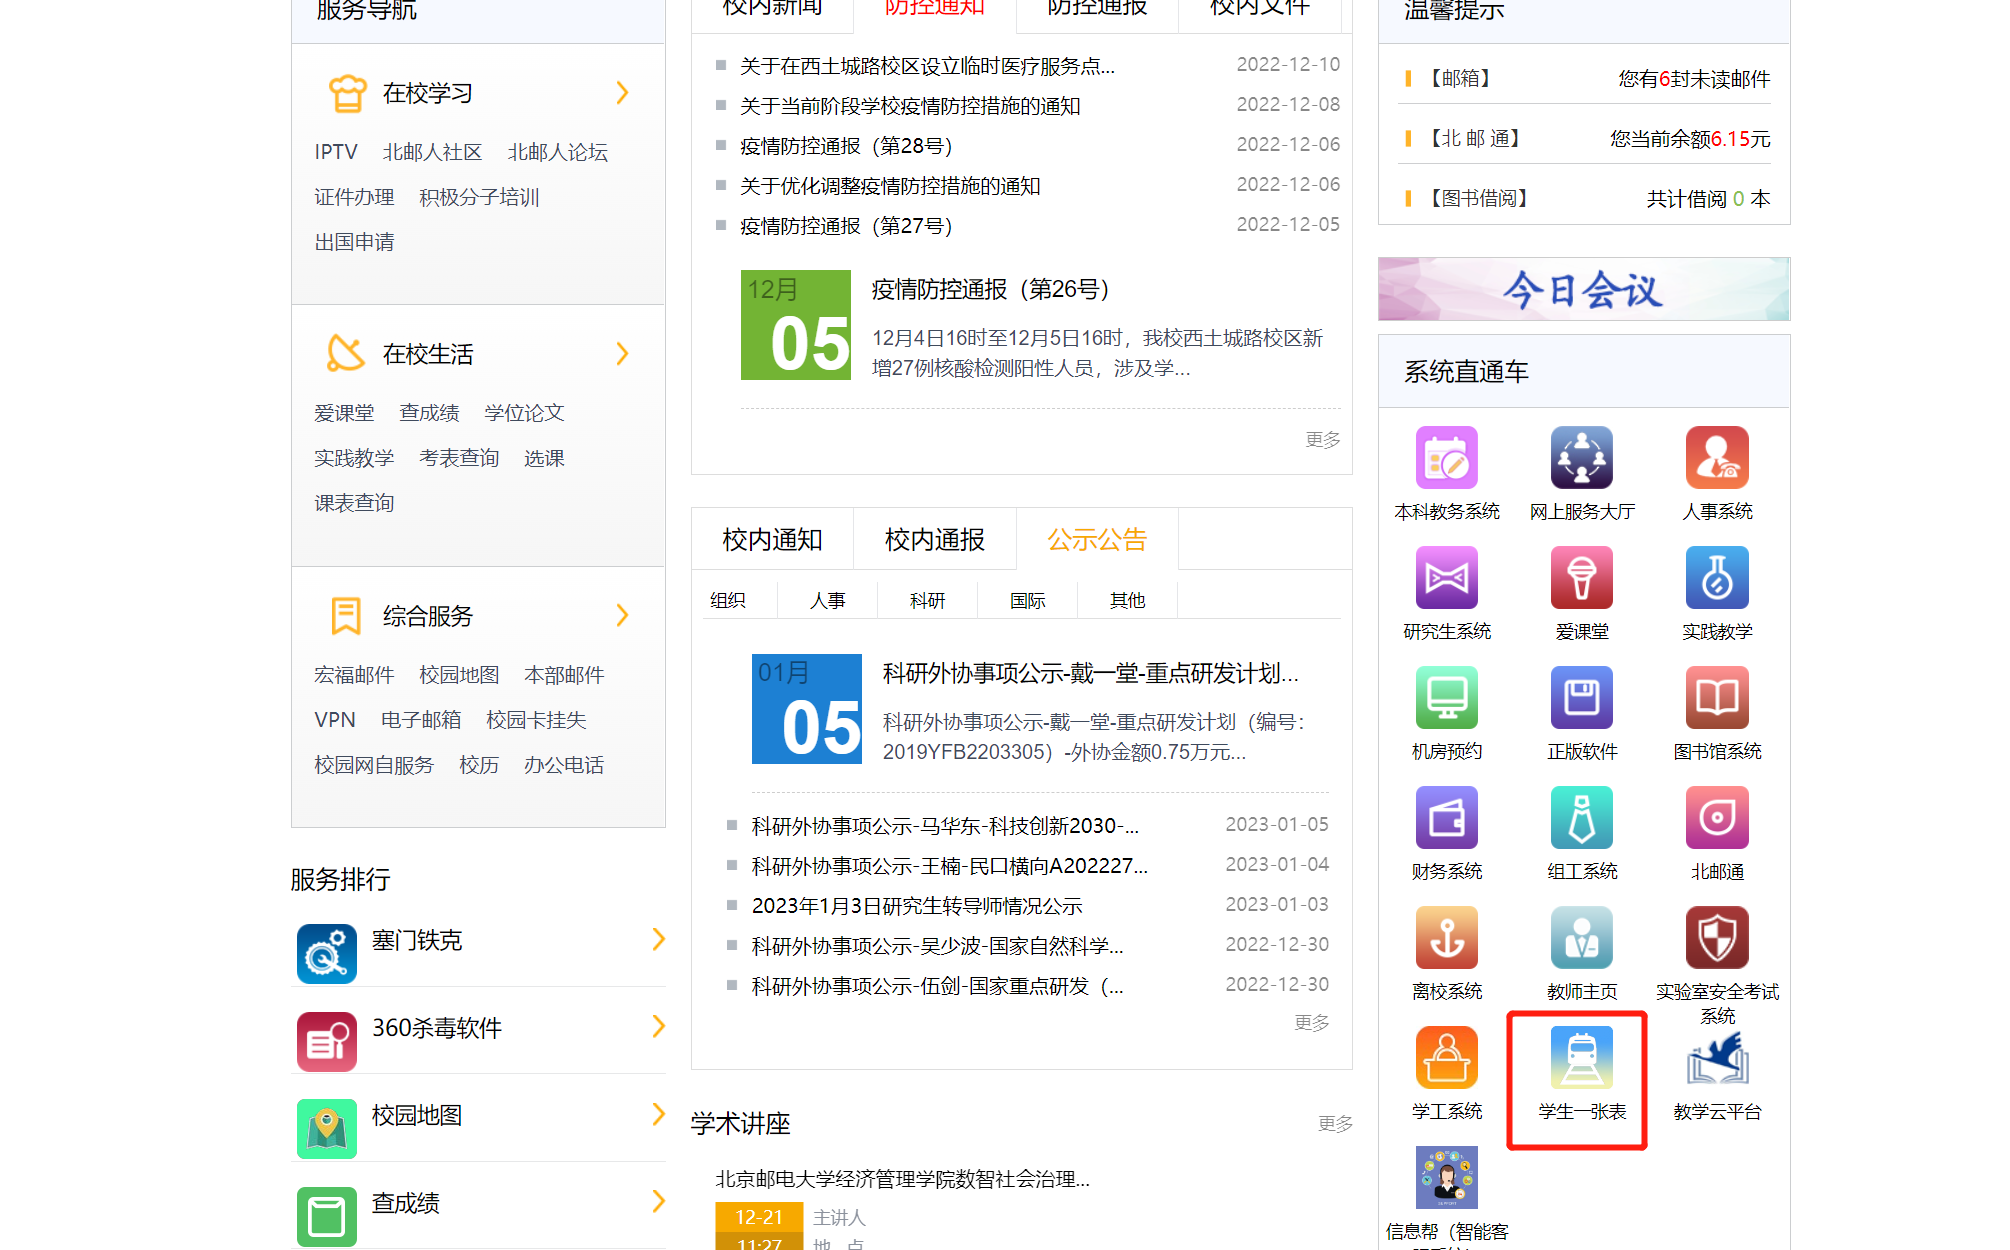 服务导航
在校学习
IPTV 北邮人社区 北邮人论坛
证件办理 积极分子培训
出国申请
在校生活
爱课堂 查成绩 学位论文
实践教学 考表查询 选课
课表查询
综合服务
宏福邮件 校园地图 本部邮件
VPN 电子邮箱 校园卡挂失
校园网自服务 校历 办公电话
服务排行
塞门铁克
360杀毒软件
校园地图
查成绩
校内新闻 防控通知 防控通报 校内文件
关于在西土城路校区设立临时医疗服务点... 2022-12-10
关于当前阶段学校疫情防控措施的通知 2022-12-08
疫情防控通报（第28号） 2022-12-06
关于优化调整疫情防控措施的通知 2022-12-06
疫情防控通报（第27号） 2022-12-05
12月
05
疫情防控通报（第26号）
12月4日16时至12月5日16时，我校西土城路校区新
增27例核酸检测阳性人员，涉及学...
更多
校内通知 校内通报 公示公告
组织 人事 科研 国际 其他
01月
05
科研外协事项公示-戴一堂-重点研发计划...
科研外协事项公示-戴一堂-重点研发计划（编号：
2019YFB2203305）-外协金额0.75万元...
科研外协事项公示-马华东-科技创新2030-... 2023-01-05
科研外协事项公示-王楠-民口横向A202227... 2023-01-04
2023年1月3日研究生转导师情况公示 2023-01-03
科研外协事项公示-吴少波-国家自然科学... 2022-12-30
科研外协事项公示-伍剑-国家重点研发（... 2022-12-30
更多
学术讲座 更多
北京邮电大学经济管理学院数智社会治理...
12-21 主讲人
11:27 地 点
温馨提示
【邮箱】 您有6封未读邮件
【北 邮 通】 您当前余额6.15元
【图书借阅】 共计借阅 0 本
今日会议
系统直通车
本科教务系统 网上服务大厅 人事系统
研究生系统 爱课堂 实践教学
机房预约 正版软件 图书馆系统
财务系统 组工系统 北邮通
离校系统 教师主页 实验室安全考试
系统
学工系统 学生一张表 教学云平台
信息帮（智能客